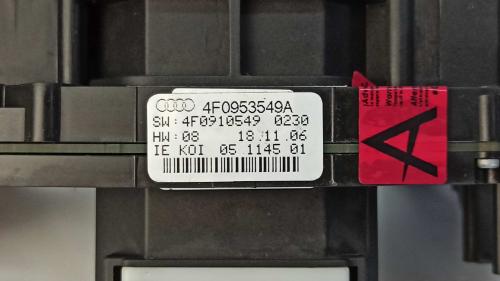 4F0953549A
SW: 4F0910549 0230
HW: 08 18.11.06
IE KOI 05 1145 01
A